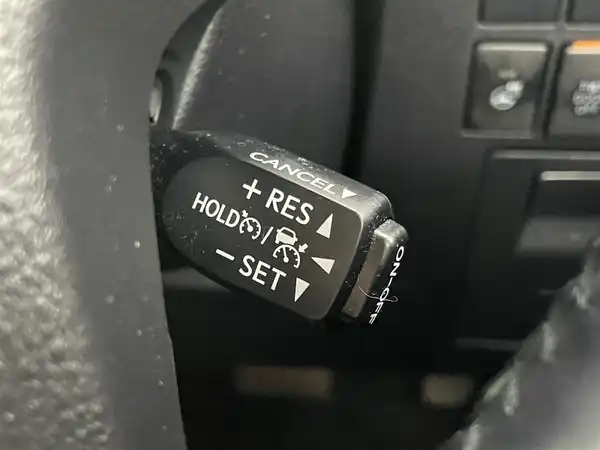 CANCEL▼
+ RES ▲
HOLD / ◀
− SET ▼
ON-OFF